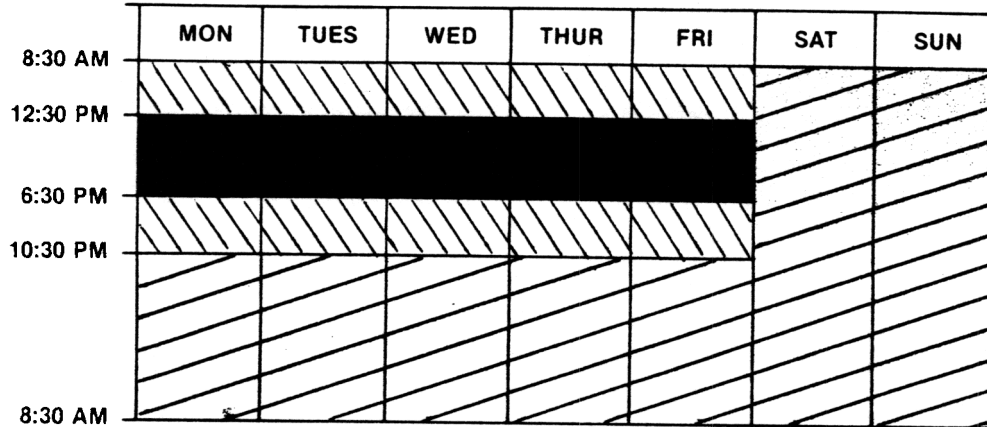 MON TUES WED THUR FRI SAT SUN
8:30 AM
12:30 PM
6:30 PM
10:30 PM
8:30 AM